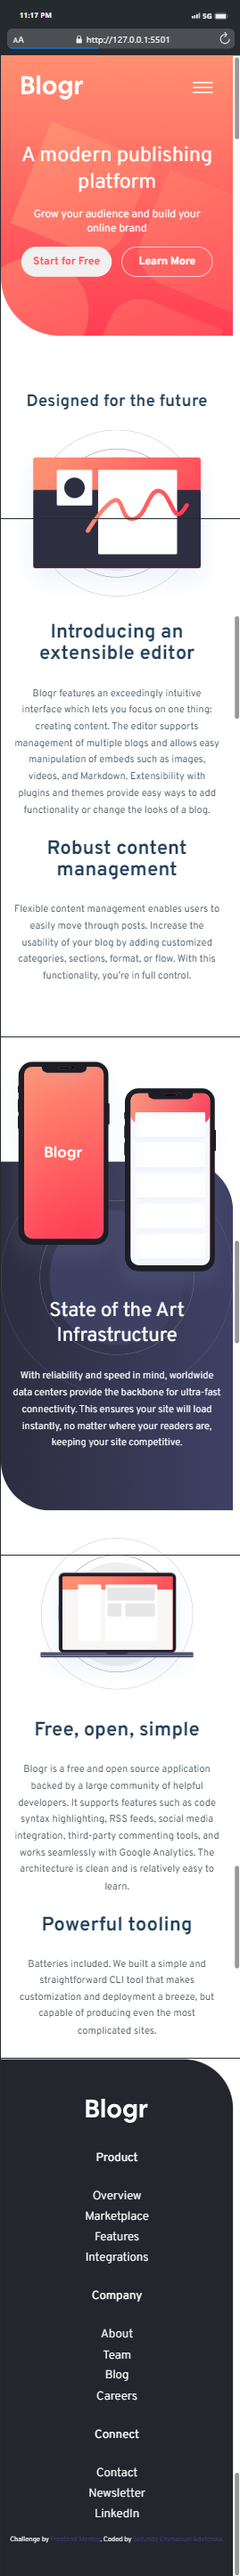 11:17 PM
5G
AA
http://127.0.0.1:5501
Blogr
A modern publishing
platform
Grow your audience and build your
online brand
Start for Free
Learn More
Designed for the future
Introducing an
extensible editor
Blogr features an exceedingly intuitive
interface which lets you focus on one thing:
creating content. The editor supports
management of multiple blogs and allows easy
manipulation of embeds such as images,
videos, and Markdown. Extensibility with
plugins and themes provide easy ways to add
functionality or change the looks of a blog.
Robust content
management
Flexible content management enables users to
easily move through posts. Increase the
usability of your blog by adding customized
categories, sections, format, or flow. With this
functionality, you're in full control.
Blogr
State of the Art
Infrastructure
With reliability and speed in mind, worldwide
data centers provide the backbone for ultra-fast
connectivity. This ensures your site will load
instantly, no matter where your readers are,
keeping your site competitive.
Free, open, simple
Blogr is a free and open source application
backed by a large community of helpful
developers. It supports features such as code
syntax highlighting, RSS feeds, social media
integration, third-party commenting tools, and
works seamlessly with Google Analytics. The
architecture is clean and is relatively easy to
learn.
Powerful tooling
Batteries included. We built a simple and
straightforward CLI tool that makes
customization and deployment a breeze, but
capable of producing even the most
complicated sites.
Blogr
Product
Overview
Marketplace
Features
Integrations
Company
About
Team
Blog
Careers
Connect
Contact
Newsletter
LinkedIn
Challenge by Frontend Mentor. Coded by